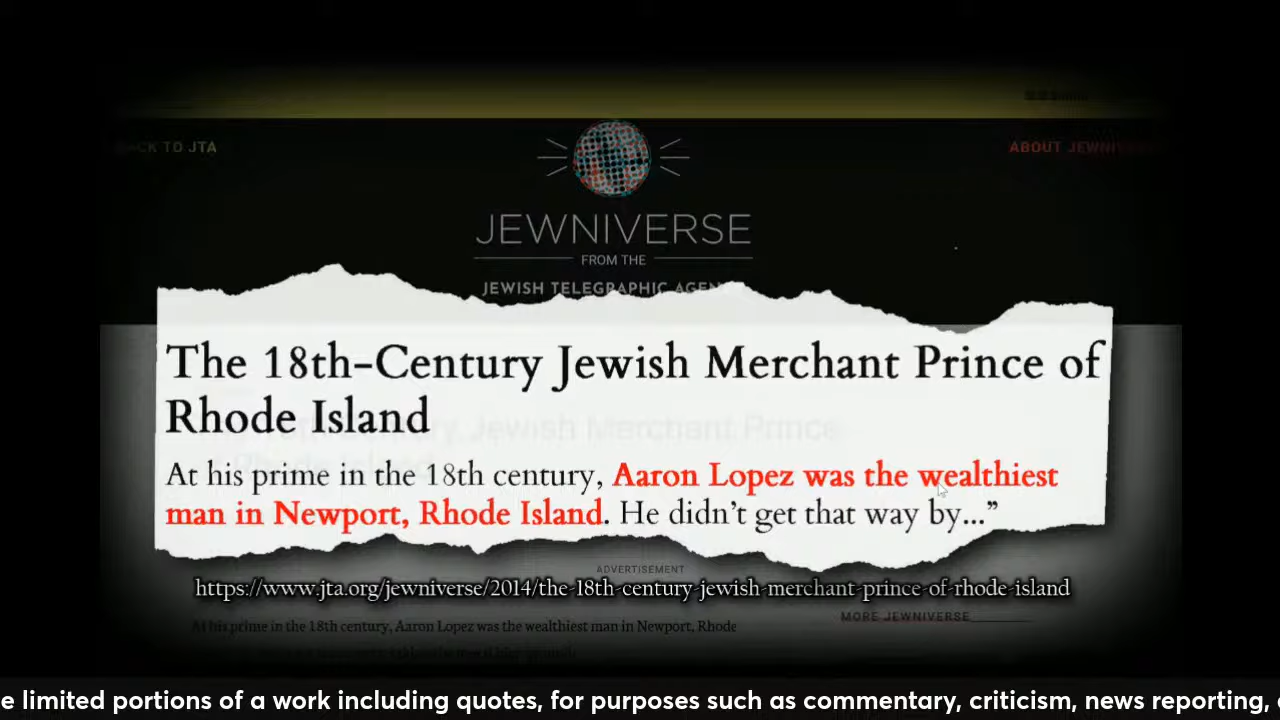 BACK TO JTA
ABOUT JEWNIVERSE
JEWNIVERSE
FROM THE
JEWISH TELEGRAPHIC AGEN
The 18th-Century Jewish Merchant Prince of
Rhode Island
At his prime in the 18th century, Aaron Lopez was the wealthiest
man in Newport, Rhode Island. He didn't get that way by...”
ADVERTISEMENT
https://www.jta.org/jewniverse/2014/the-18th-century-jewish-merchant-prince-of-rhode-island
MORE JEWNIVERSE
At his prime in the 18th century, Aaron Lopez was the wealthiest man in Newport, Rhode
e limited portions of a work including quotes, for purposes such as commentary, criticism, news reporting,